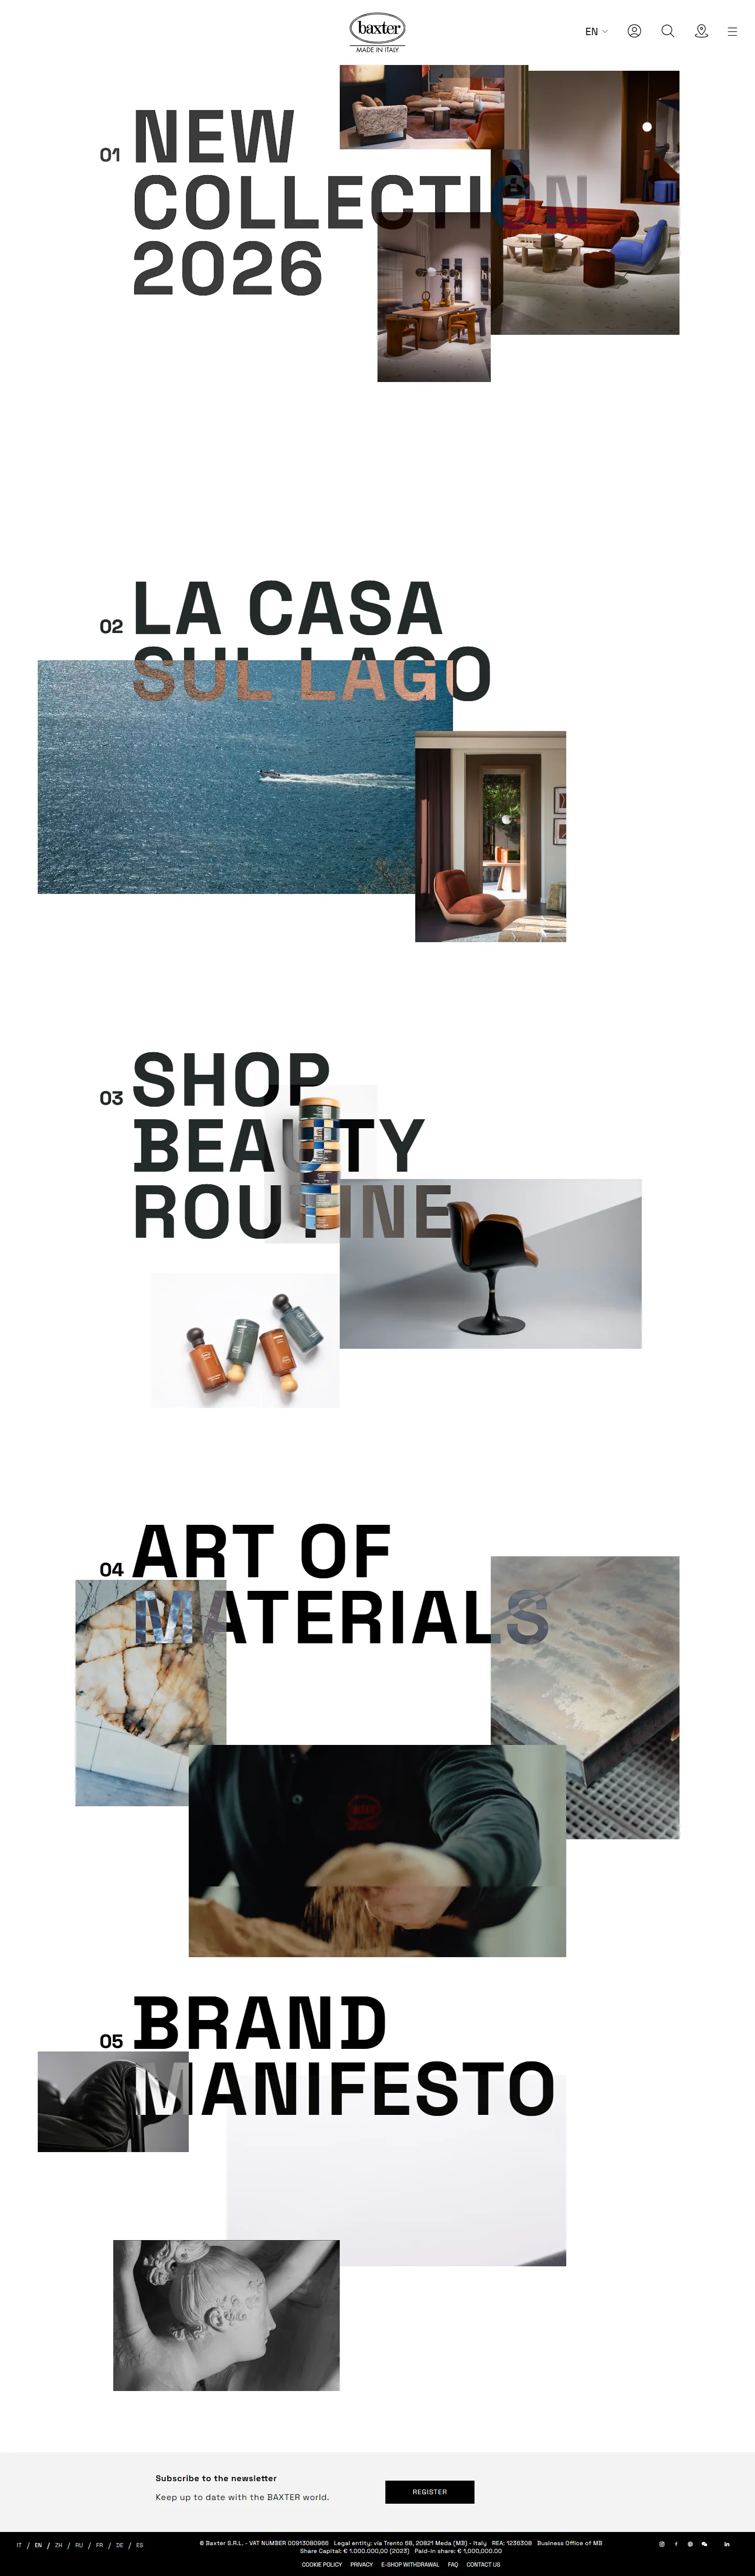 baxter
MADE IN ITALY
EN
01
NEW
COLLECTION
2026
02
LA CASA
SUL LAGO
03
SHOP
BEAUTY
ROUTINE
04
ART OF
MATERIALS
05
BRAND
MANIFESTO
Subscribe to the newsletter
Keep up to date with the BAXTER world.
REGISTER
IT / EN / ZH / RU / FR / DE / ES
© Baxter S.R.L. - VAT NUMBER 00913080966 Legal entity: via Trento 68, 20821 Meda (MB) - Italy REA: 1236308 Business Office of MB
Share Capital: € 1.000.000,00 (2023) Paid-in share: € 1,000,000.00
COOKIE POLICY PRIVACY E-SHOP WITHDRAWAL FAQ CONTACT US